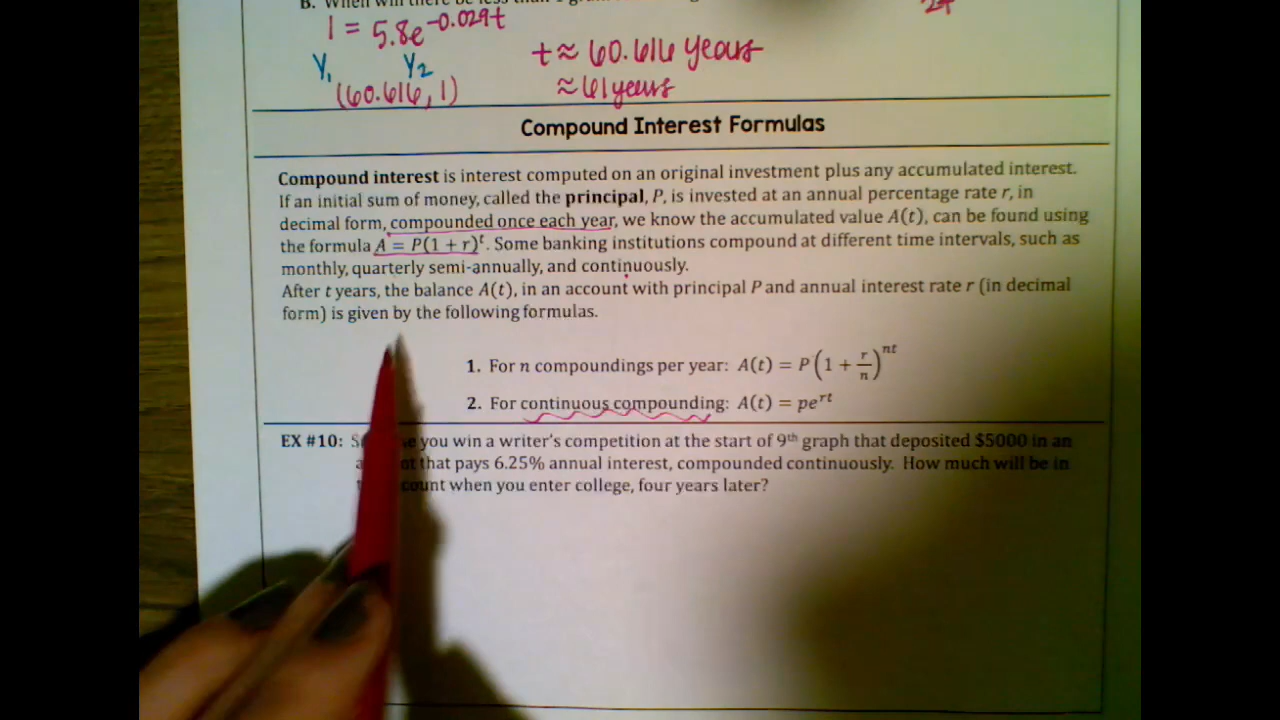 B. When will there be less than 1 gram
1 = 5.8e^-0.029t
t ≈ 60.616 years
Y₁ Y₂
(60.616, 1)
≈ 61 years
Compound Interest Formulas
Compound interest is interest computed on an original investment plus any accumulated interest.
If an initial sum of money, called the principal, P, is invested at an annual percentage rate r, in
decimal form, compounded once each year, we know the accumulated value A(t), can be found using
the formula A = P(1 + r)^t. Some banking institutions compound at different time intervals, such as
monthly, quarterly semi-annually, and continuously.
After t years, the balance A(t), in an account with principal P and annual interest rate r (in decimal
form) is given by the following formulas.
1. For n compoundings per year: A(t) = P(1 + r/n)^nt
2. For continuous compounding: A(t) = pe^rt
EX #10: you win a writer's competition at the start of 9th graph that deposited $5000 in an
that pays 6.25% annual interest, compounded continuously. How much will be in
when you enter college, four years later?